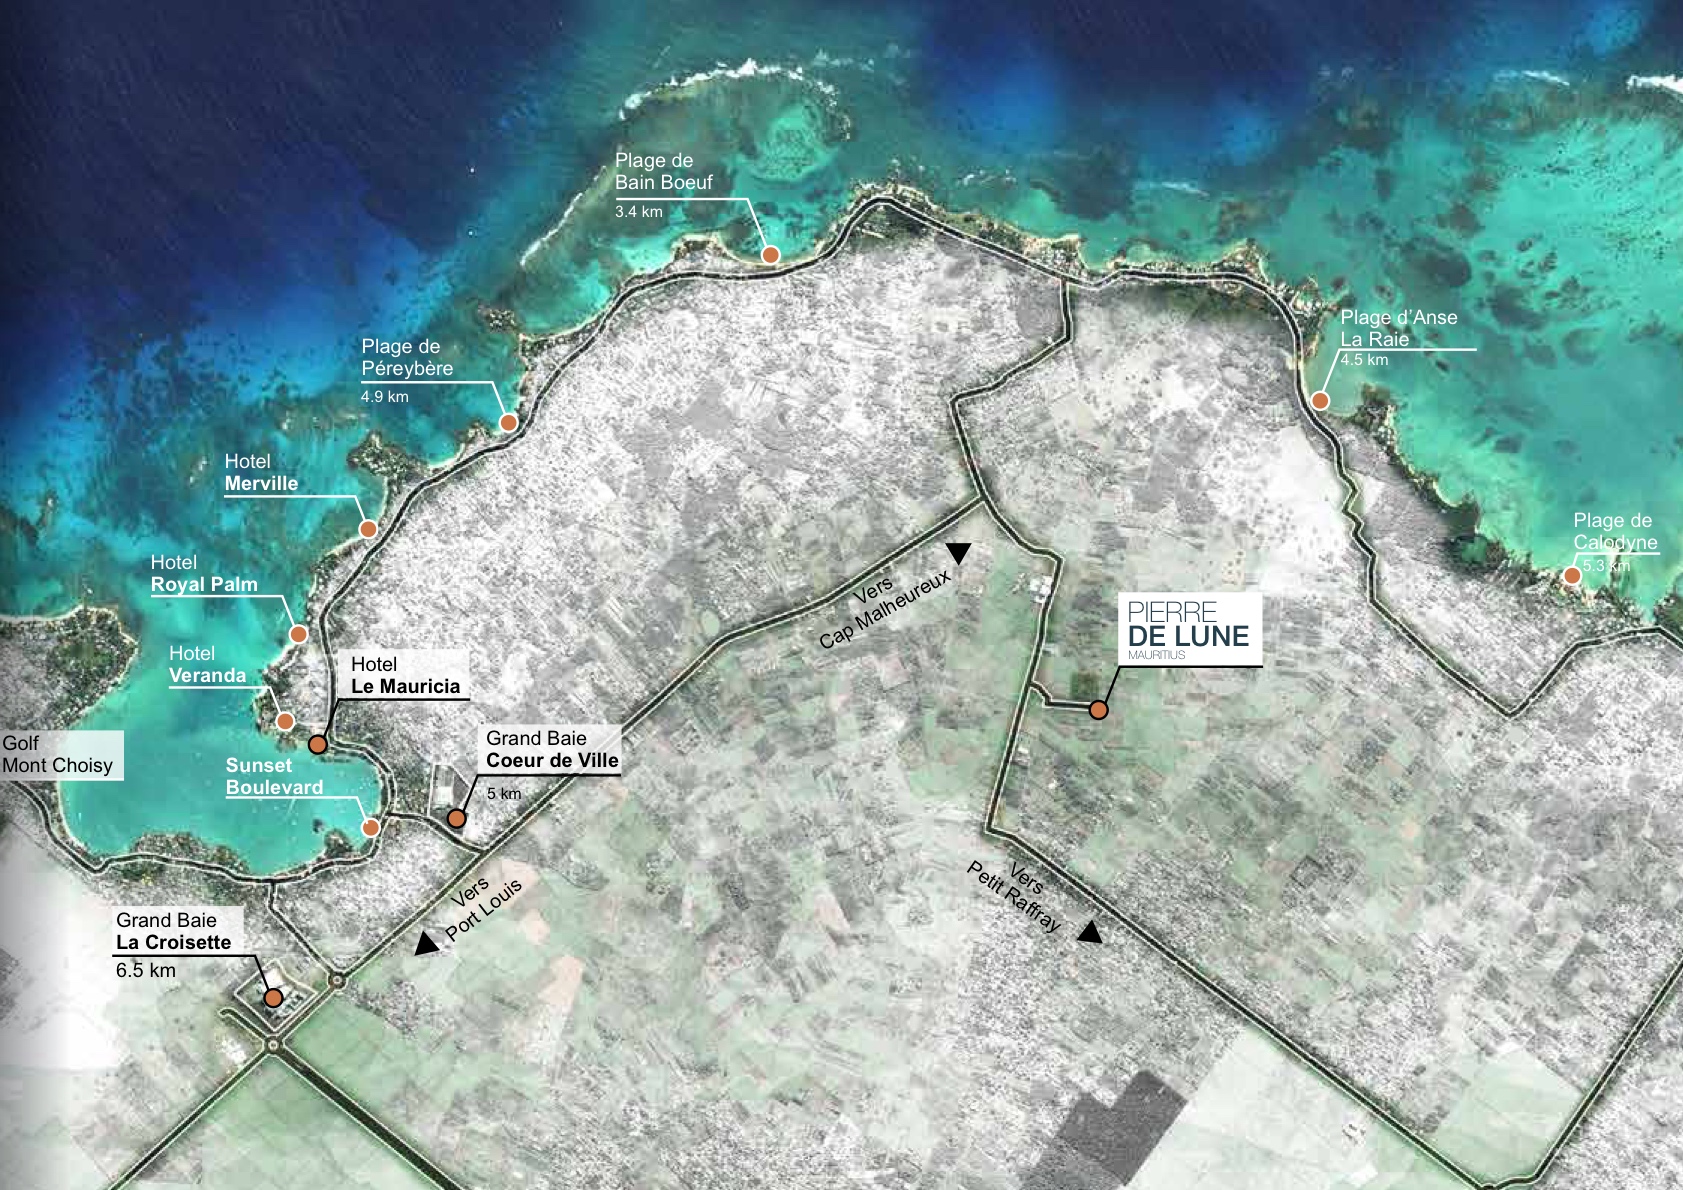 Plage de
Bain Boeuf
3.4 km
Plage d'Anse
La Raie
4.5 km
Plage de
Péreybère
4.9 km
Hotel
Merville
Plage de
Calodyne
5.3 km
Hotel
Royal Palm
Vers
Cap Malheureux
PIERRE
DE LUNE
MAURITIUS
Hotel
Veranda
Hotel
Le Mauricia
Golf
Mont Choisy
Grand Baie
Coeur de Ville
5 km
Sunset
Boulevard
Vers
Port Louis
Vers
Petit Raffray
Grand Baie
La Croisette
6.5 km